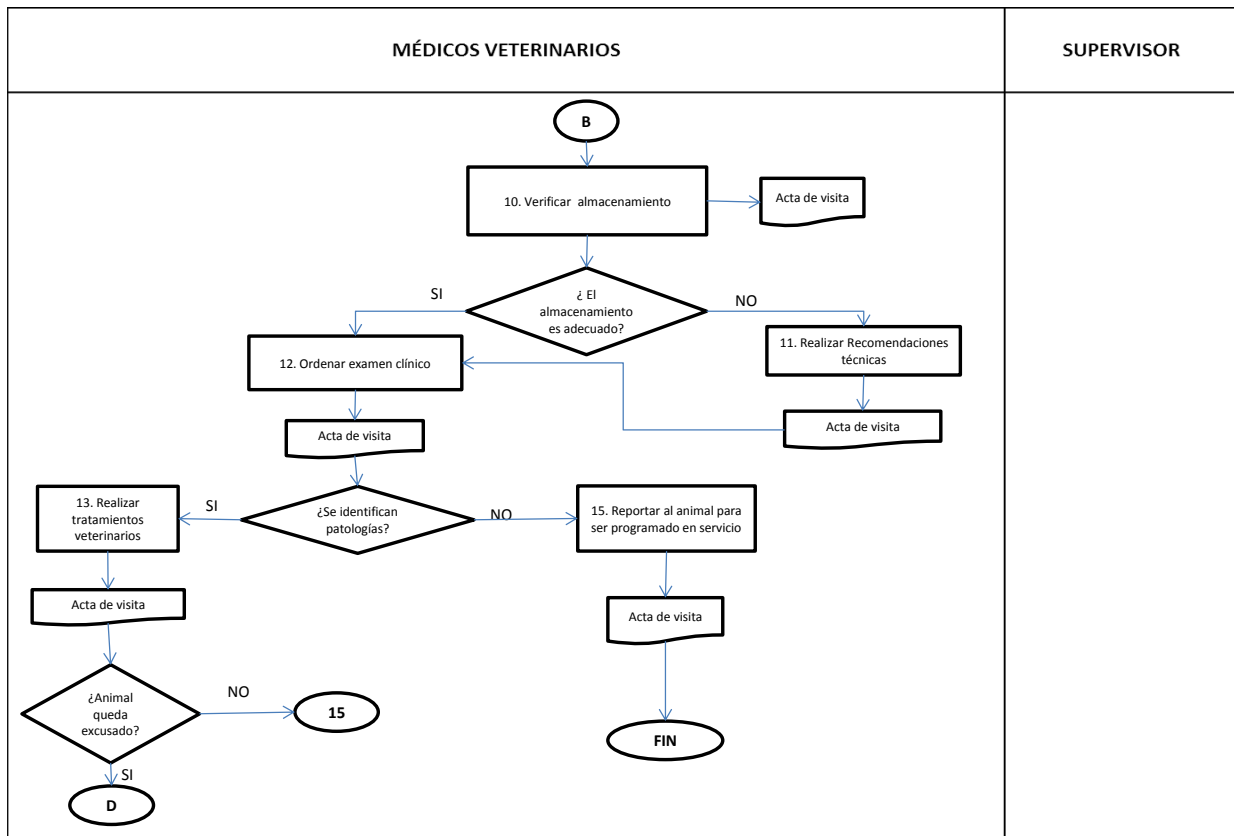 MÉDICOS VETERINARIOS
SUPERVISOR
B
10. Verificar almacenamiento
Acta de visita
¿ El
almacenamiento
es adecuado?
SI
NO
12. Ordenar examen clínico
11. Realizar Recomendaciones
técnicas
Acta de visita
Acta de visita
¿Se identifican
patologías?
SI
NO
13. Realizar
tratamientos
veterinarios
15. Reportar al animal para
ser programado en servicio
Acta de visita
Acta de visita
¿Animal
queda
excusado?
NO
15
FIN
SI
D